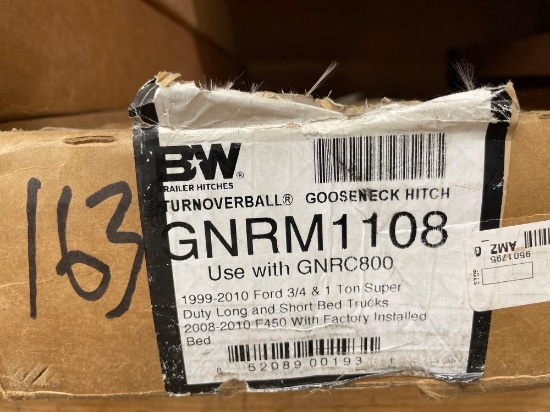 163
B&W
TRAILER HITCHES
TURNOVERBALL® GOOSENECK HITCH
GNRM1108
Use with GNRC800
1999-2010 Ford 3/4 & 1 Ton Super
Duty Long and Short Bed Trucks
2008-2010 F450 With Factory Installed
Bed
52089 00193
9501795
AMZ